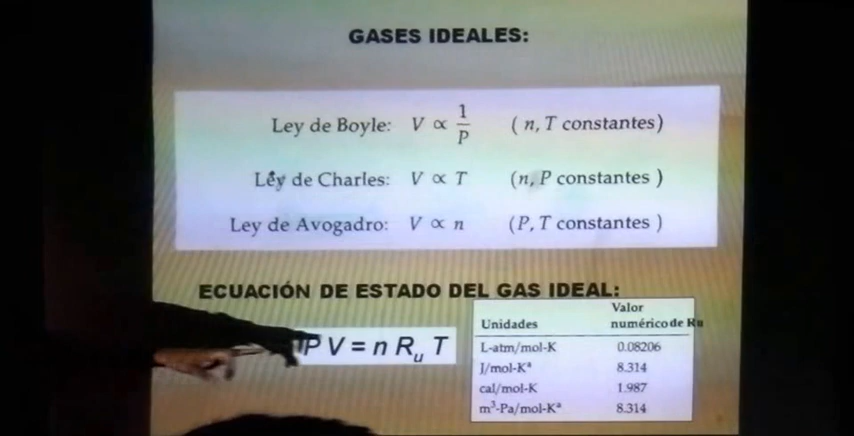 GASES IDEALES:
Ley de Boyle: V ∝ 1/P ( n, T constantes)
Ley de Charles: V ∝ T (n, P constantes )
Ley de Avogadro: V ∝ n (P, T constantes )
ECUACIÓN DE ESTADO DEL GAS IDEAL:
P V = n Rᵤ T
Unidades Valor numérico de Ru
L-atm/mol-K 0.08206
J/mol-Kᵃ 8.314
cal/mol-K 1.987
m³-Pa/mol-Kᵃ 8.314